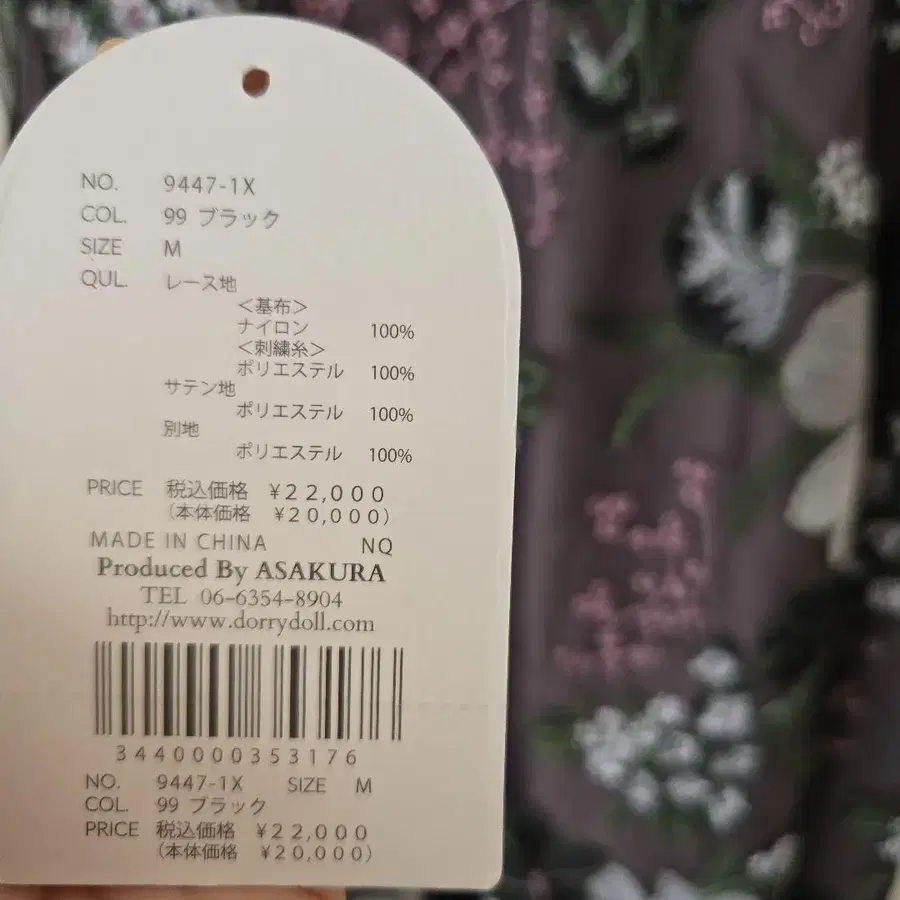 NO. 9447-1X
COL. 99 ブラック
SIZE M
QUL. レース地
＜基布＞
ナイロン 100%
＜刺繍糸＞
ポリエステル 100%
サテン地
ポリエステル 100%
別地
ポリエステル 100%
PRICE 税込価格 ¥22,000
(本体価格 ¥20,000)
MADE IN CHINA NQ
Produced By ASAKURA
TEL 06-6354-8904
http://www.dorrydoll.com
3440000353176
NO. 9447-1X SIZE M
COL. 99 ブラック
PRICE 税込価格 ¥22,000
(本体価格 ¥20,000)